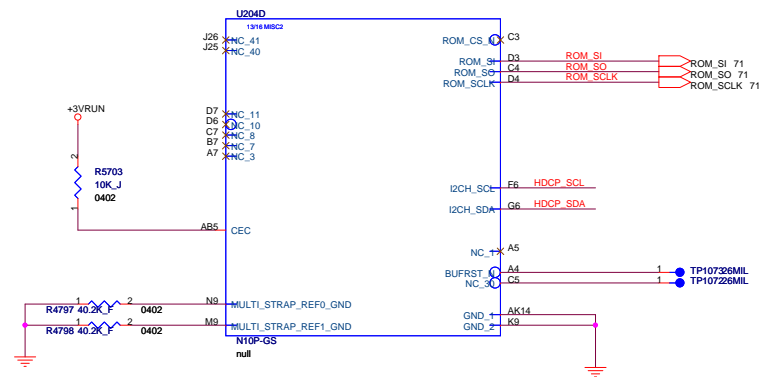 U204D
13/16 MISC2
J26 NC_41
J25 NC_40
ROM_CS_N C3
ROM_SI D3 ROM_SI ROM_SI 71
ROM_SO C4 ROM_SO ROM_SO 71
ROM_SCLK D4 ROM_SCLK ROM_SCLK 71
+3VRUN
D7 NC_11
D6 NC_10
C7 NC_8
B7 NC_7
A7 NC_3
2
R5703
10K_J
0402
1
I2CH_SCL F6 HDCP_SCL
I2CH_SDA G6 HDCP_SDA
AB5 CEC
NC_1 A5
BUFRST_N A4 1 TP107326MIL
NC_30 C5 1 TP107226MIL
1 2 N9 MULTI_STRAP_REF0_GND
R4797 40.2K_F 0402
GND_1 AK14
1 2 M9 MULTI_STRAP_REF1_GND
GND_2 K9
R4798 40.2K_F 0402
N10P-GS
null